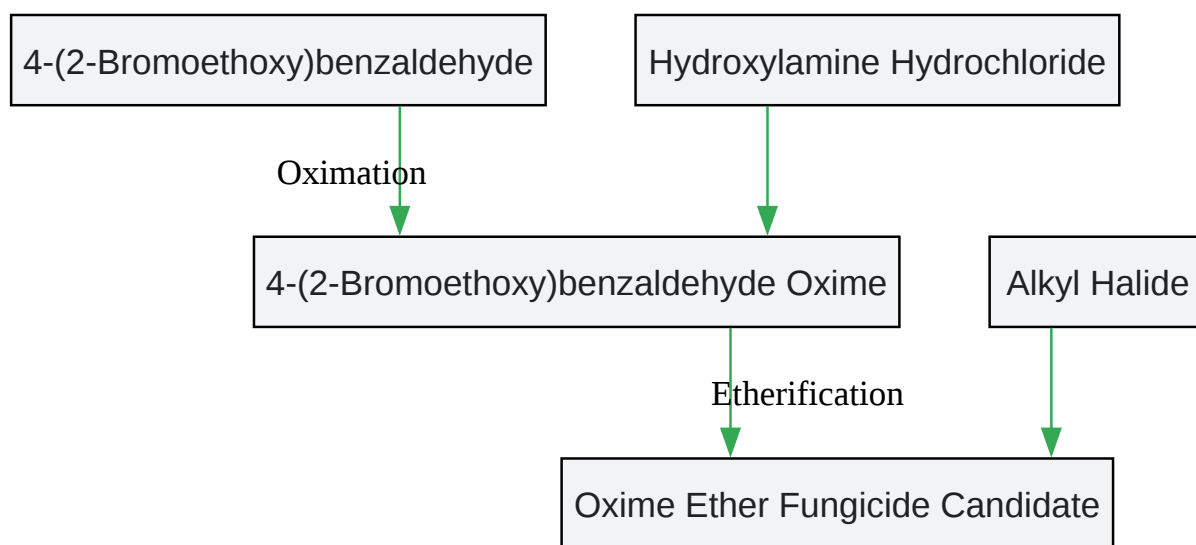 4-(2-Bromoethoxy)benzaldehyde
Hydroxylamine Hydrochloride
Oximation
4-(2-Bromoethoxy)benzaldehyde Oxime
Alkyl Halide
Etherification
Oxime Ether Fungicide Candidate